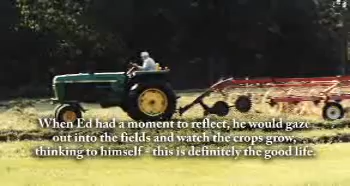 When Ed had a moment to reflect, he would gaze
out into the fields and watch the crops grow,
thinking to himself - this is definitely the good life.